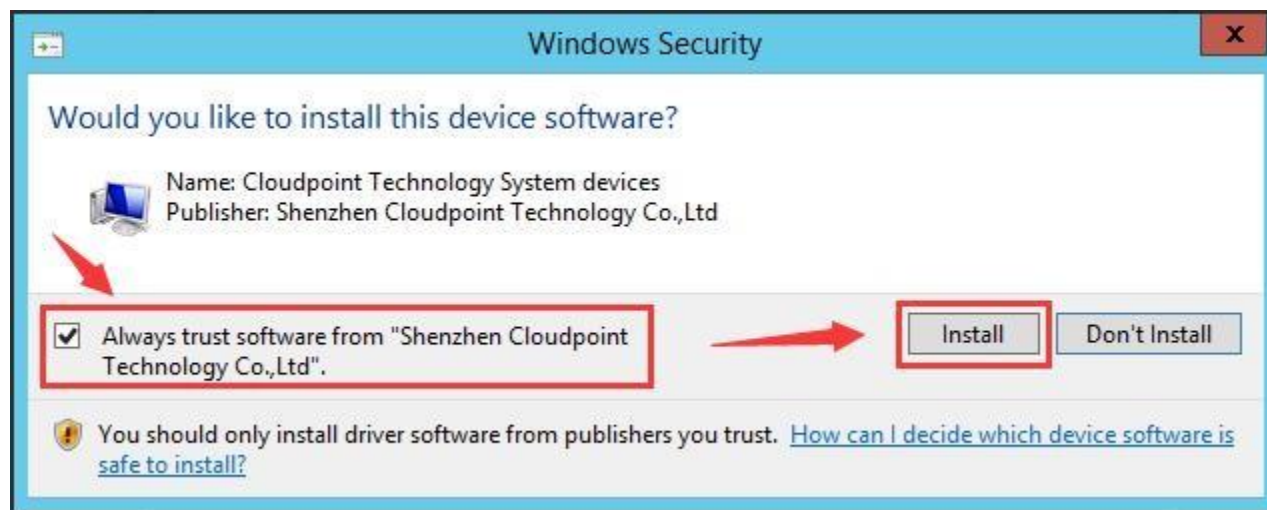 Windows Security
x
Would you like to install this device software?
Name: Cloudpoint Technology System devices
Publisher: Shenzhen Cloudpoint Technology Co.,Ltd
Always trust software from "Shenzhen Cloudpoint
Technology Co.,Ltd".
Install
Don't Install
You should only install driver software from publishers you trust. How can I decide which device software is
safe to install?